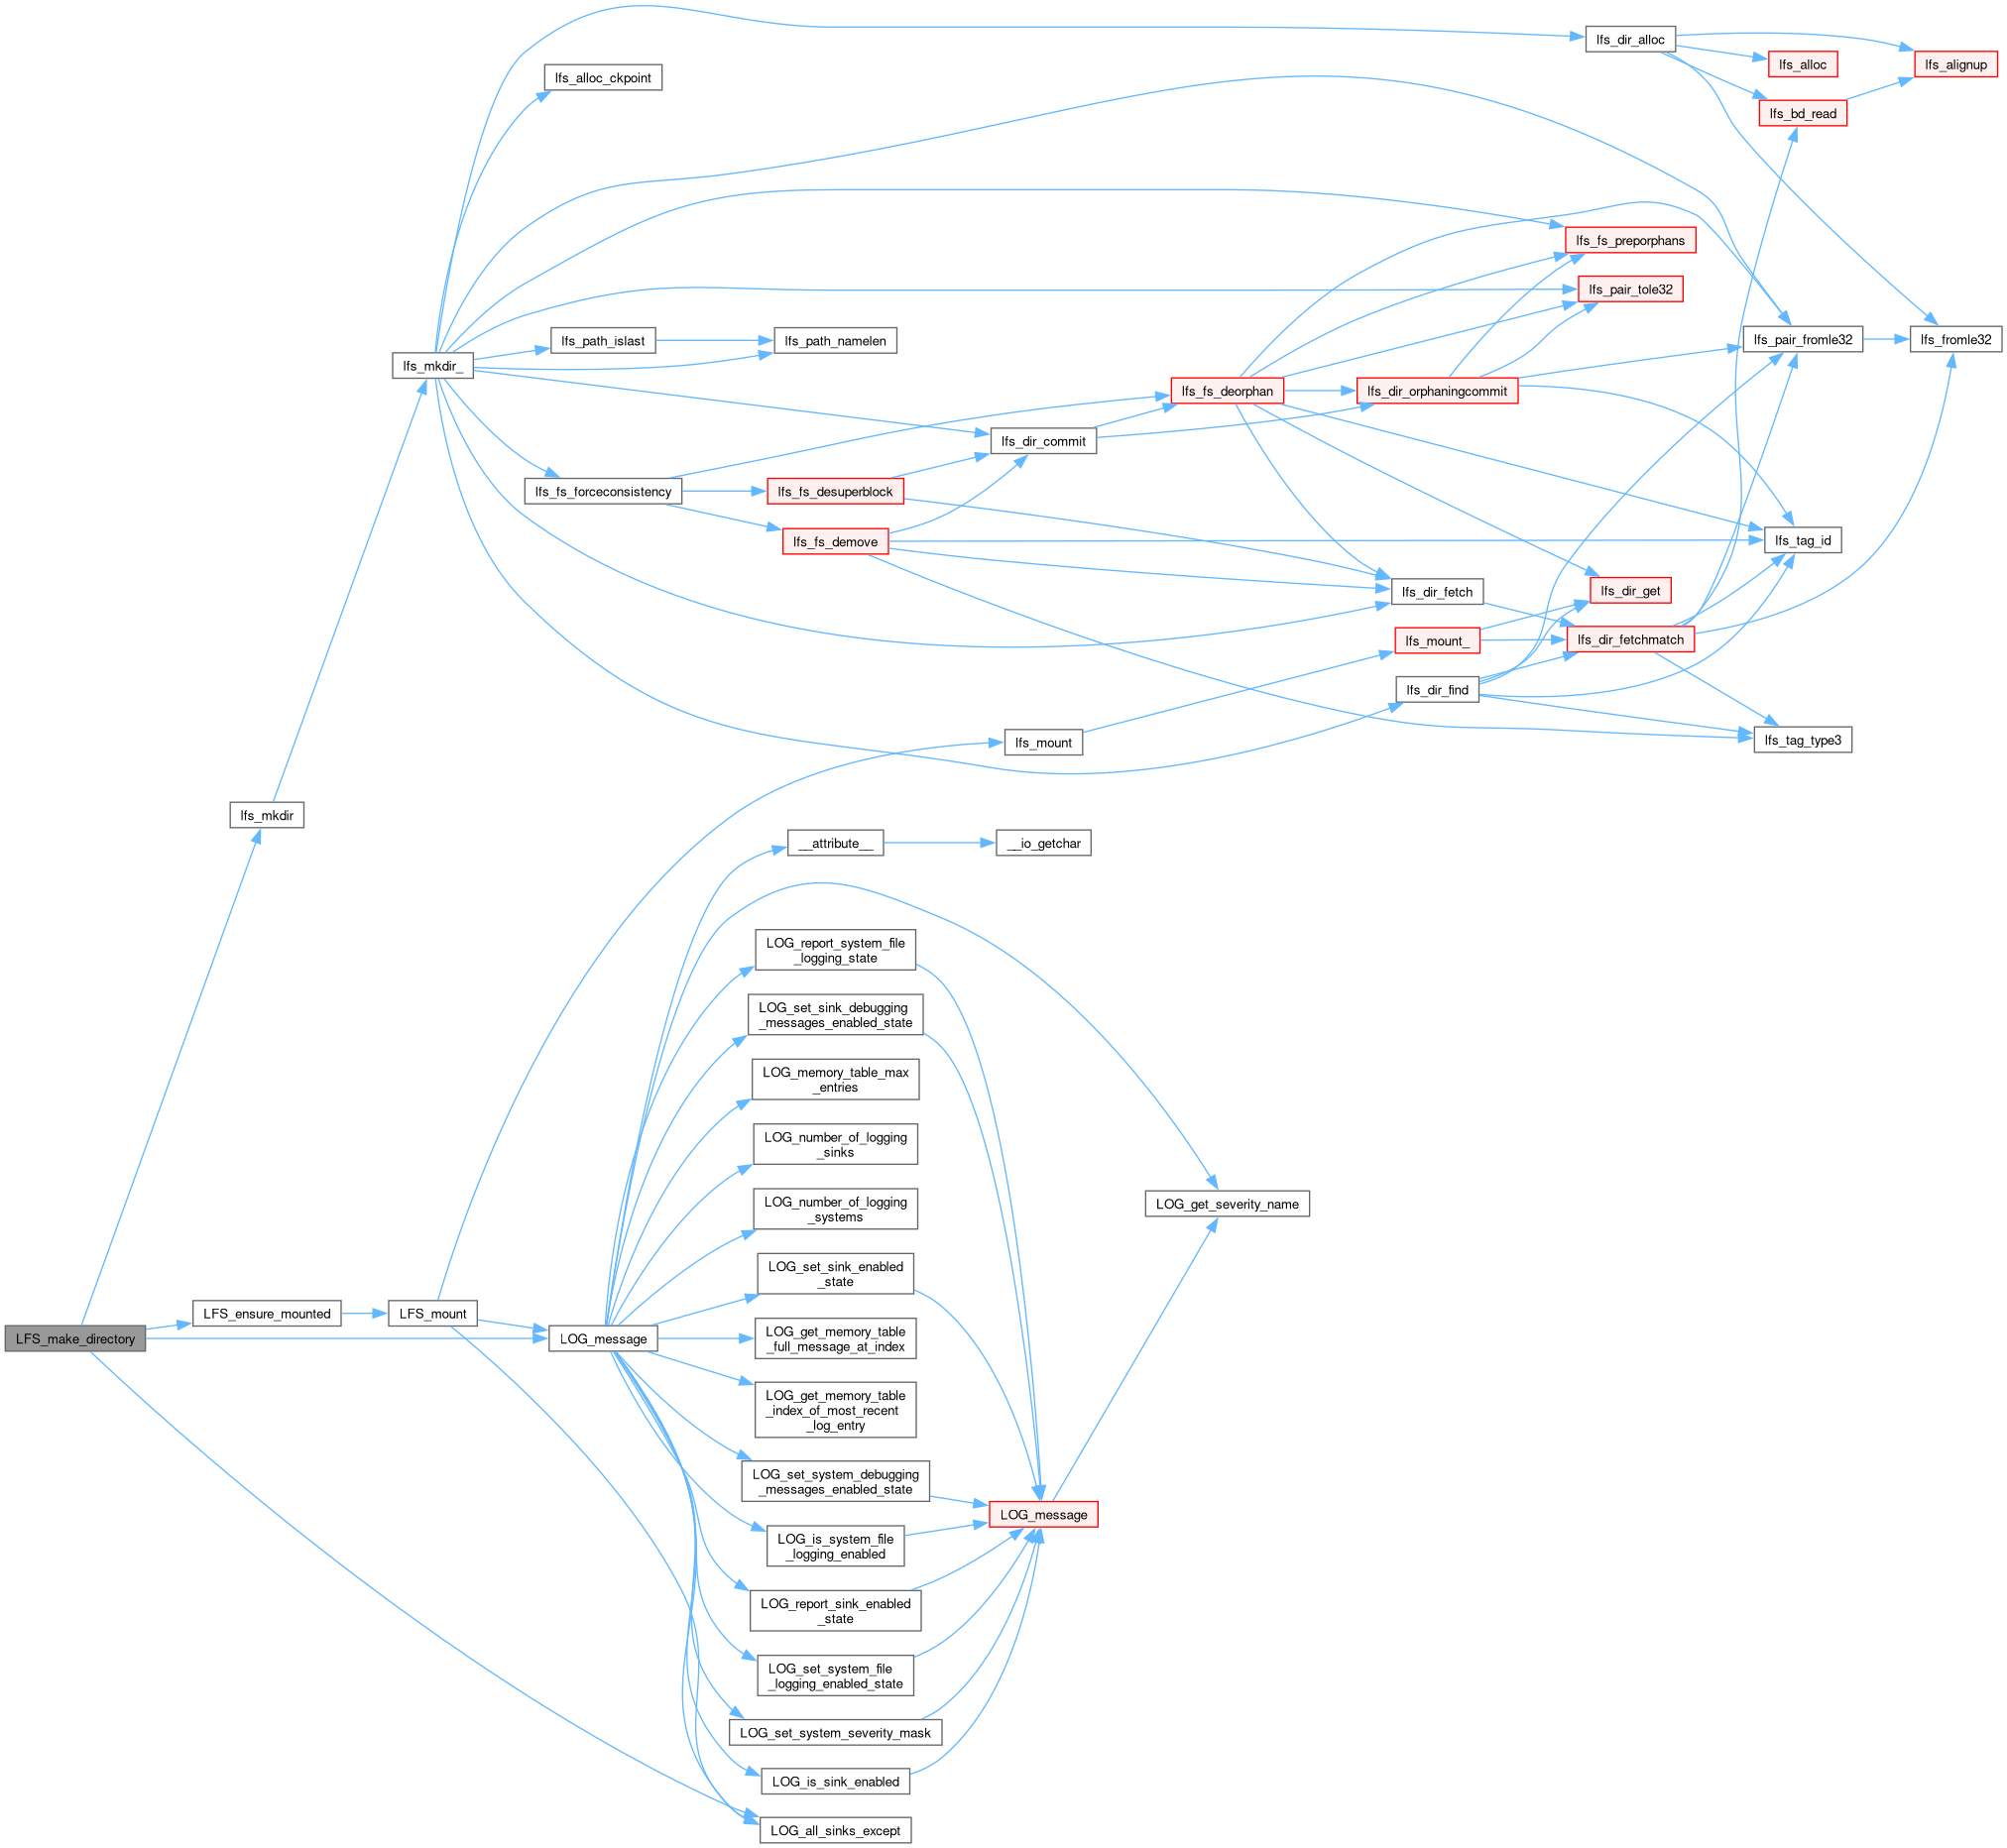 lfs_dir_alloc
lfs_alloc
lfs_alignup
lfs_alloc_ckpoint
lfs_bd_read
lfs_fs_preporphans
lfs_pair_tole32
lfs_path_islast
lfs_path_namelen
lfs_pair_fromle32
lfs_fromle32
lfs_mkdir_
lfs_fs_deorphan
lfs_dir_orphaningcommit
lfs_dir_commit
lfs_fs_forceconsistency
lfs_fs_desuperblock
lfs_fs_demove
lfs_tag_id
lfs_dir_fetch
lfs_dir_get
lfs_mount_
lfs_dir_fetchmatch
lfs_dir_find
lfs_mount
lfs_tag_type3
lfs_mkdir
__attribute__
__io_getchar
LOG_report_system_file
_logging_state
LOG_set_sink_debugging
_messages_enabled_state
LOG_memory_table_max
_entries
LOG_number_of_logging
_sinks
LOG_number_of_logging
_systems
LOG_get_severity_name
LOG_set_sink_enabled
_state
LFS_ensure_mounted
LFS_mount
LFS_make_directory
LOG_message
LOG_get_memory_table
_full_message_at_index
LOG_get_memory_table
_index_of_most_recent
_log_entry
LOG_set_system_debugging
_messages_enabled_state
LOG_message
LOG_is_system_file
_logging_enabled
LOG_report_sink_enabled
_state
LOG_set_system_file
_logging_enabled_state
LOG_set_system_severity_mask
LOG_is_sink_enabled
LOG_all_sinks_except